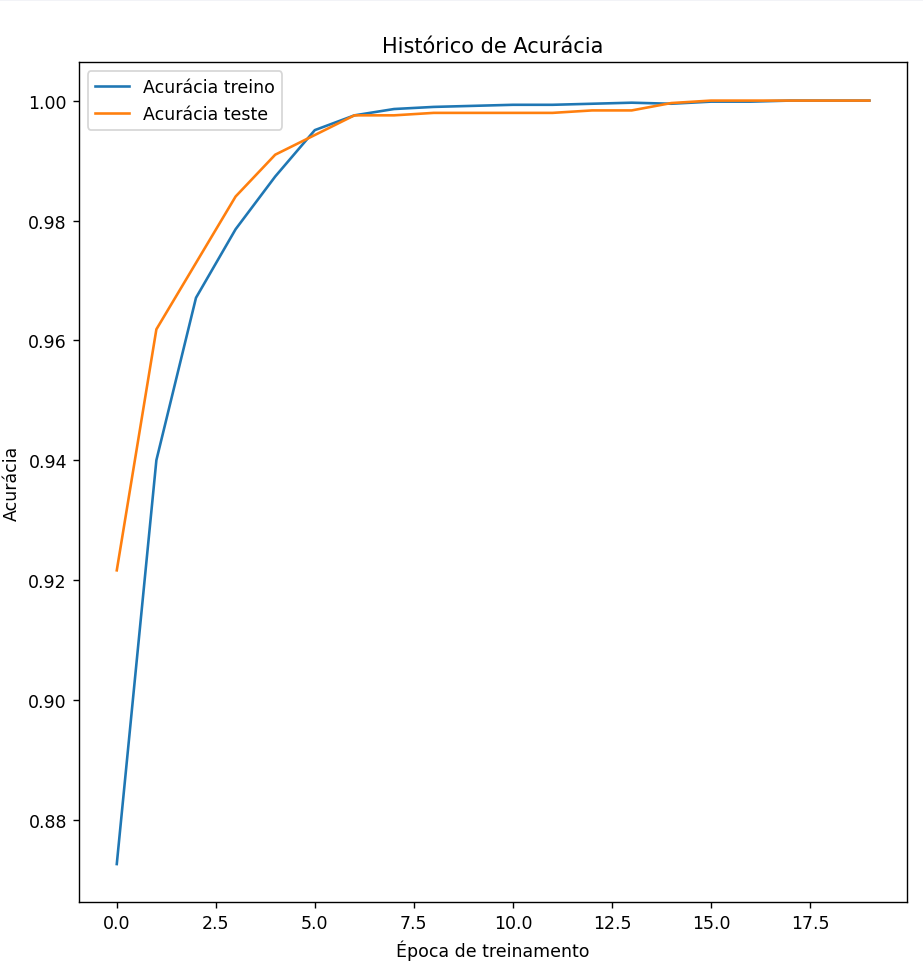 Histórico de Acurácia
Acurácia treino
Acurácia teste
1.00
0.98
0.96
0.94
0.92
0.90
0.88
Acurácia
0.0 2.5 5.0 7.5 10.0 12.5 15.0 17.5
Época de treinamento